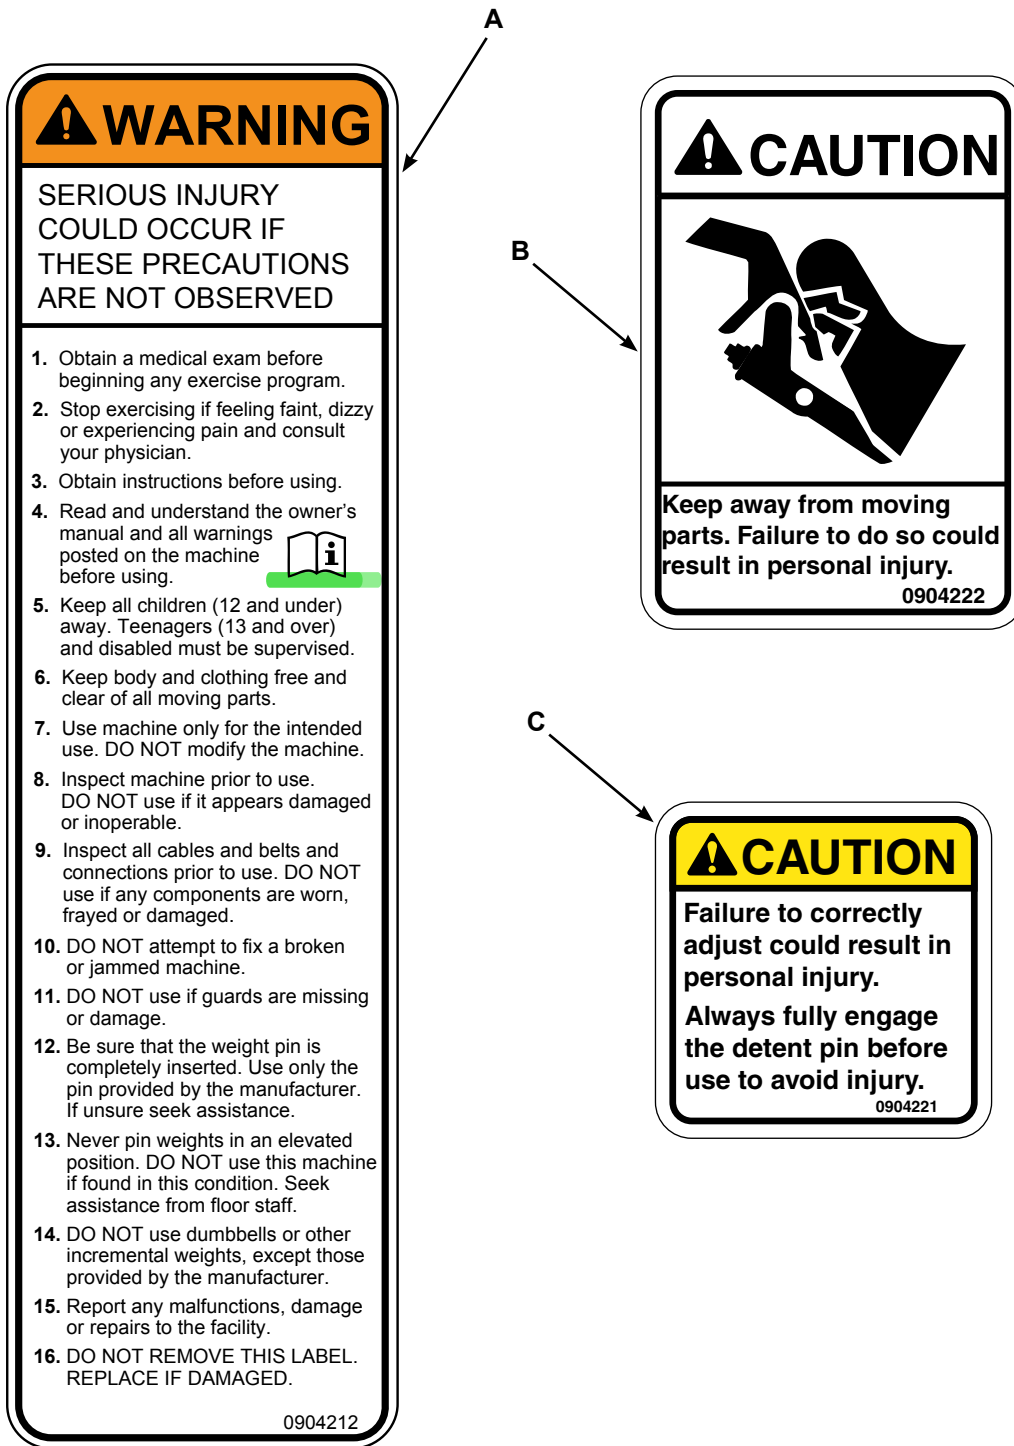 A
WARNING
SERIOUS INJURY
COULD OCCUR IF
THESE PRECAUTIONS
ARE NOT OBSERVED
1. Obtain a medical exam before
beginning any exercise program.
2. Stop exercising if feeling faint, dizzy
or experiencing pain and consult
your physician.
3. Obtain instructions before using.
4. Read and understand the owner's
manual and all warnings
posted on the machine
before using.
i
5. Keep all children (12 and under)
away. Teenagers (13 and over)
and disabled must be supervised.
6. Keep body and clothing free and
clear of all moving parts.
7. Use machine only for the intended
use. DO NOT modify the machine.
8. Inspect machine prior to use.
DO NOT use if it appears damaged
or inoperable.
9. Inspect all cables and belts and
connections prior to use. DO NOT
use if any components are worn,
frayed or damaged.
10. DO NOT attempt to fix a broken
or jammed machine.
11. DO NOT use if guards are missing
or damage.
12. Be sure that the weight pin is
completely inserted. Use only the
pin provided by the manufacturer.
If unsure seek assistance.
13. Never pin weights in an elevated
position. DO NOT use this machine
if found in this condition. Seek
assistance from floor staff.
14. DO NOT use dumbbells or other
incremental weights, except those
provided by the manufacturer.
15. Report any malfunctions, damage
or repairs to the facility.
16. DO NOT REMOVE THIS LABEL.
REPLACE IF DAMAGED.
0904212
B
CAUTION
Keep away from moving
parts. Failure to do so could
result in personal injury.
0904222
C
CAUTION
Failure to correctly
adjust could result in
personal injury.
Always fully engage
the detent pin before
use to avoid injury.
0904221